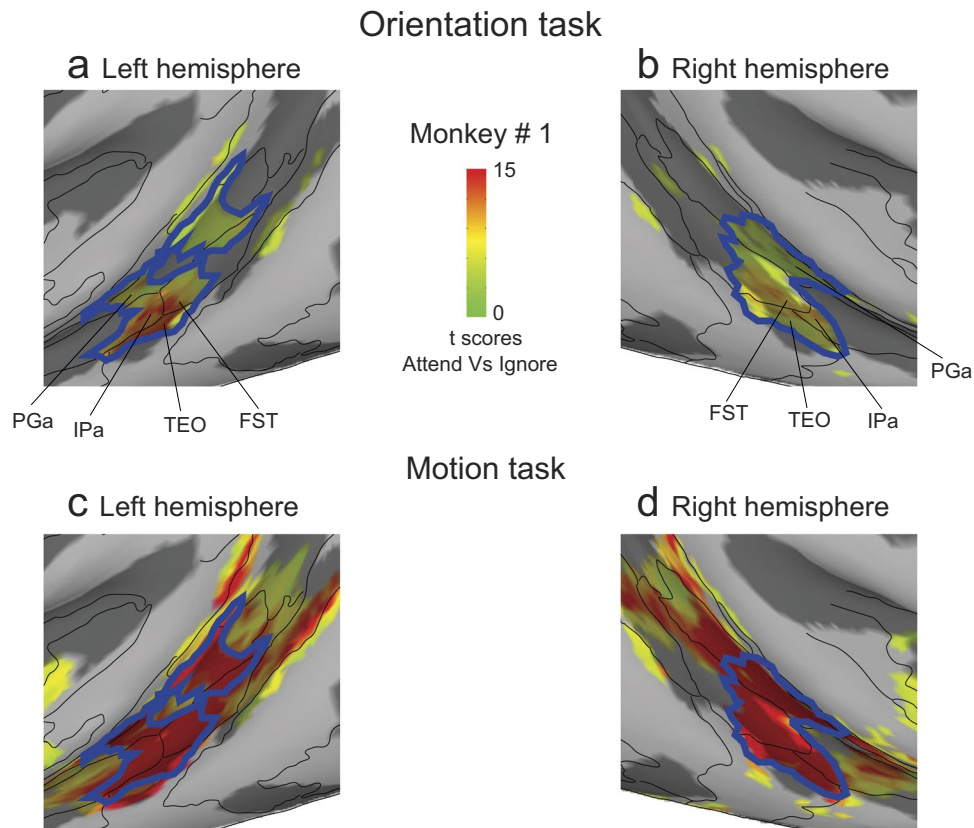 Orientation task
a Left hemisphere
b Right hemisphere
Monkey # 1
15
0
t scores
Attend Vs Ignore
PGa
IPa
TEO
FST
FST
TEO
IPa
PGa
Motion task
c Left hemisphere
d Right hemisphere